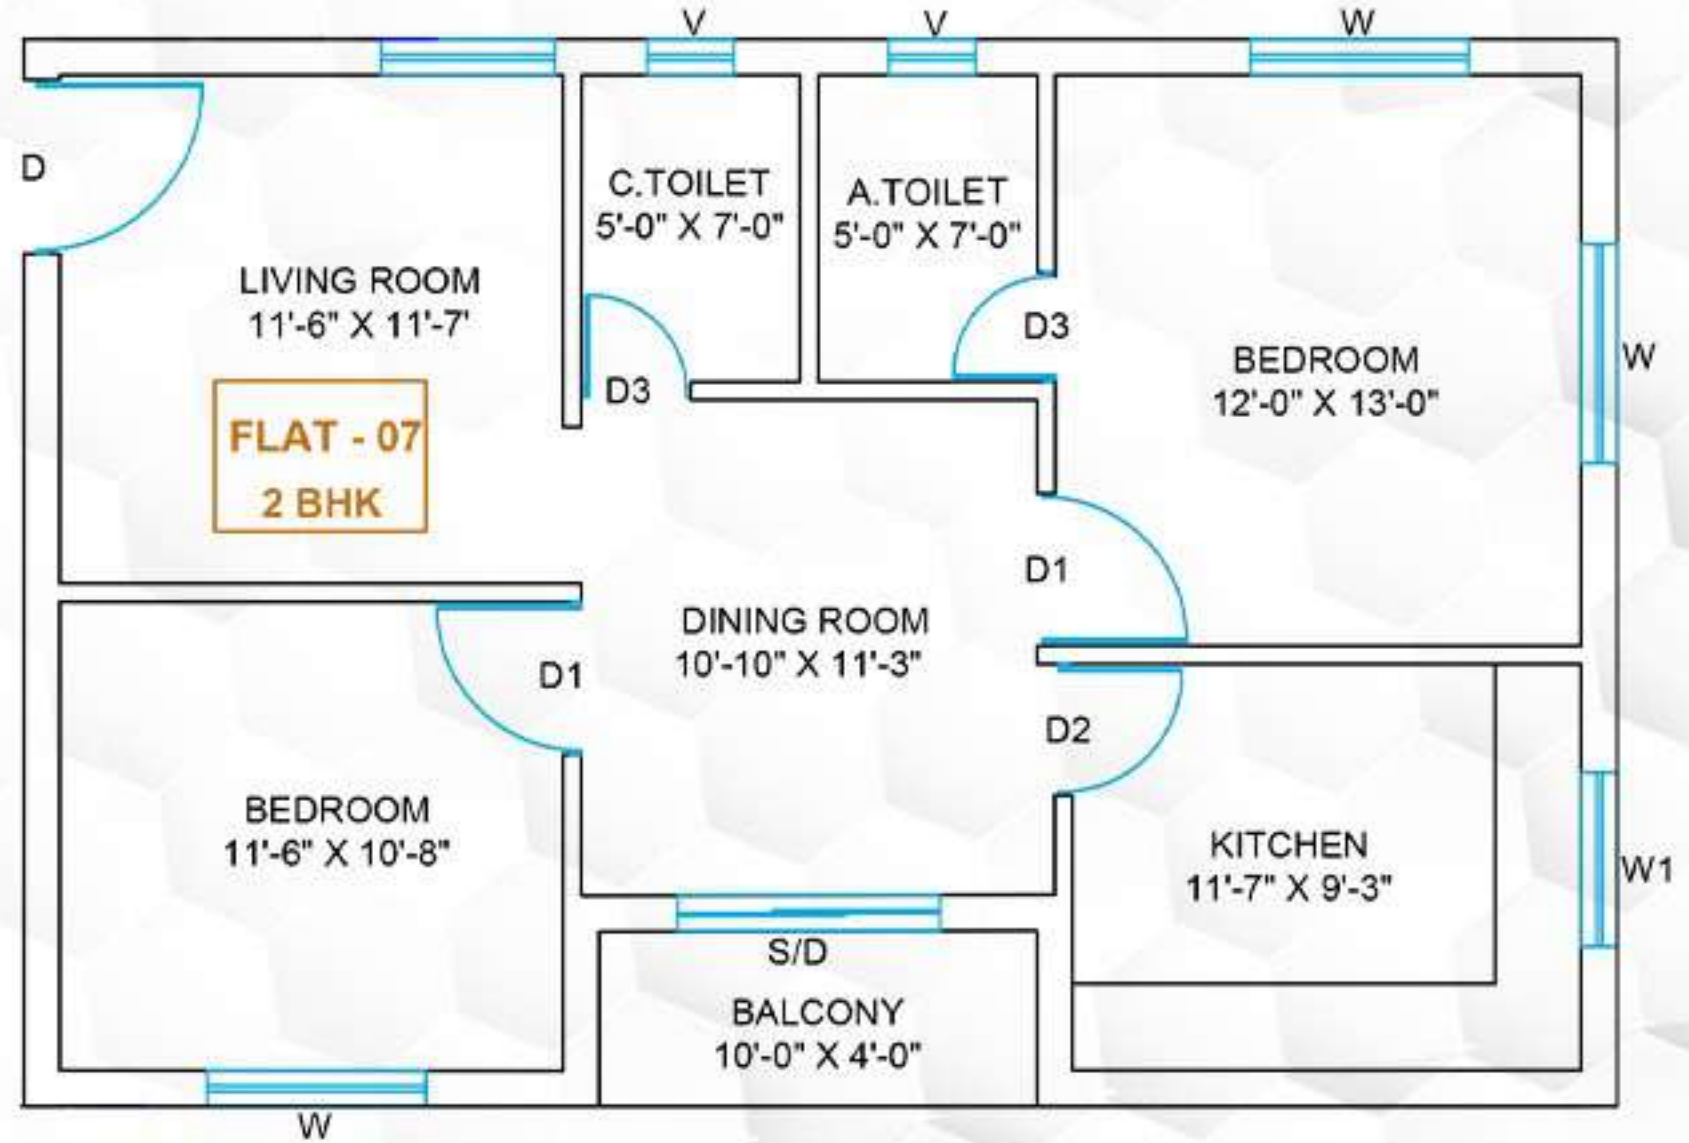 V
V
W
D
C.TOILET
5'-0" X 7'-0"
A.TOILET
5'-0" X 7'-0"
LIVING ROOM
11'-6" X 11'-7'
D3
D3
BEDROOM
12'-0" X 13'-0"
W
FLAT - 07
2 BHK
D1
DINING ROOM
10'-10" X 11'-3"
D1
D2
BEDROOM
11'-6" X 10'-8"
KITCHEN
11'-7" X 9'-3"
W1
S/D
BALCONY
10'-0" X 4'-0"
W